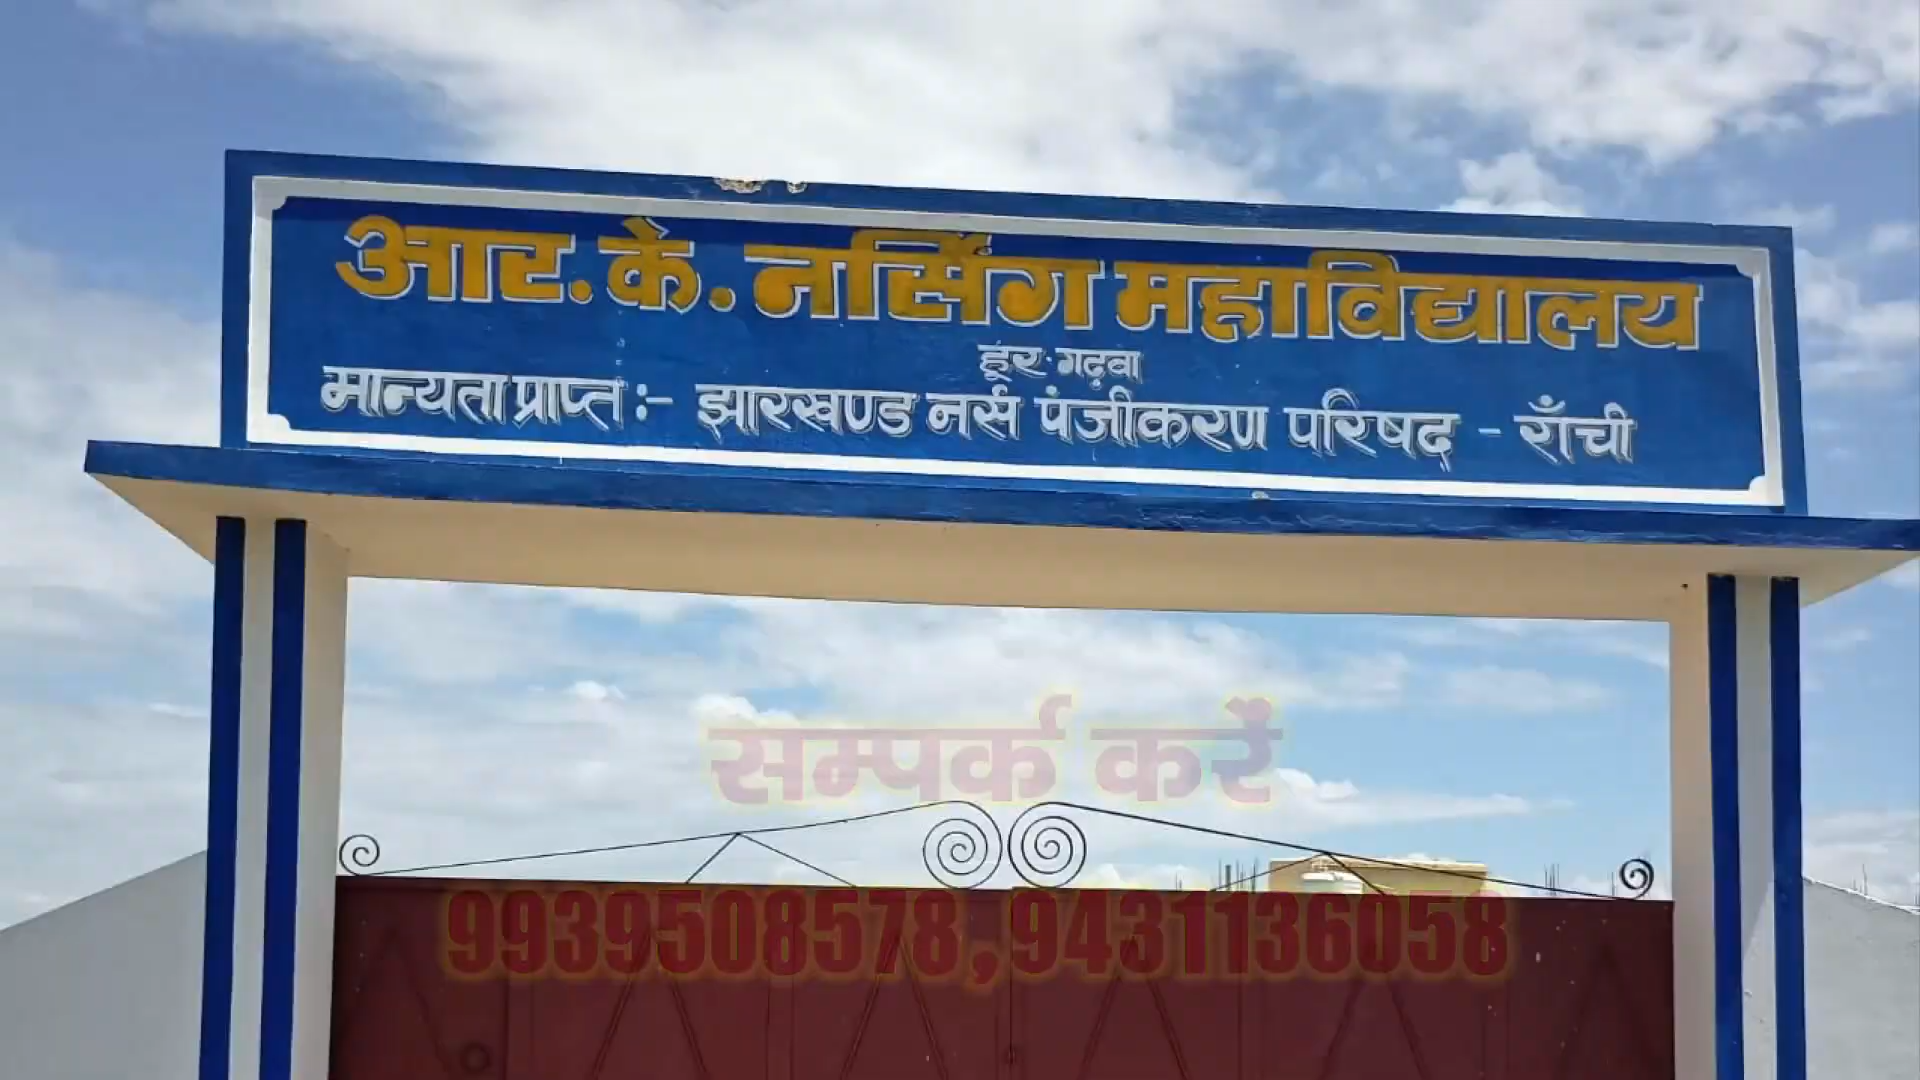 आर. के. नर्सिंग महाविद्यालय
हूर-गढ़वा
मान्यता प्राप्त :- झारखण्ड नर्स पंजीकरण परिषद - राँची
सम्पर्क करें
9939508578,9431136058